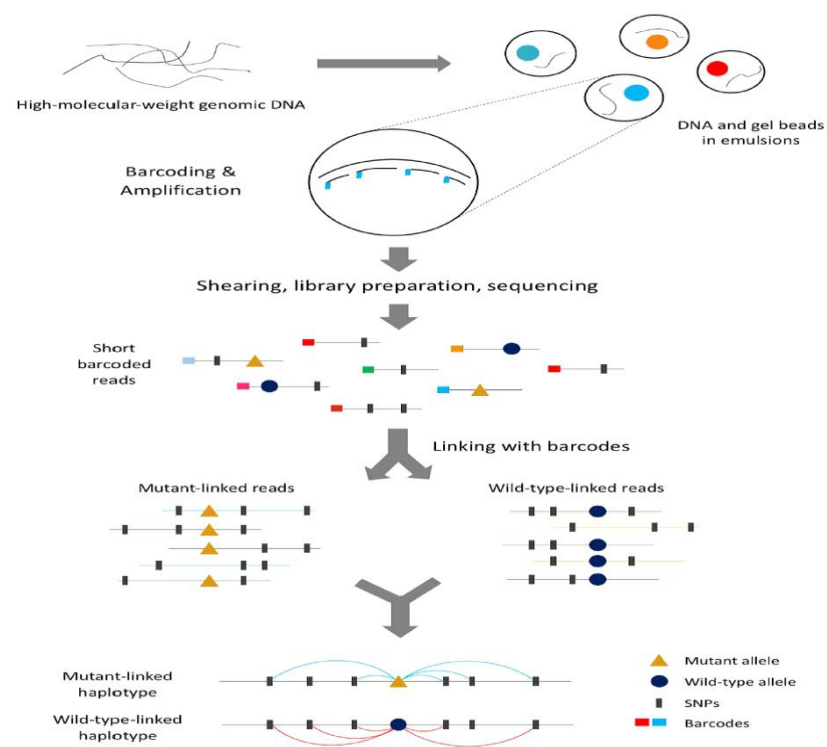 High-molecular-weight genomic DNA
DNA and gel beads
in emulsions
Barcoding &
Amplification
Shearing, library preparation, sequencing
Short
barcoded
reads
Linking with barcodes
Mutant-linked reads
Wild-type-linked reads
Mutant-linked
haplotype
Wild-type-linked
haplotype
Mutant allele
Wild-type allele
SNPs
Barcodes